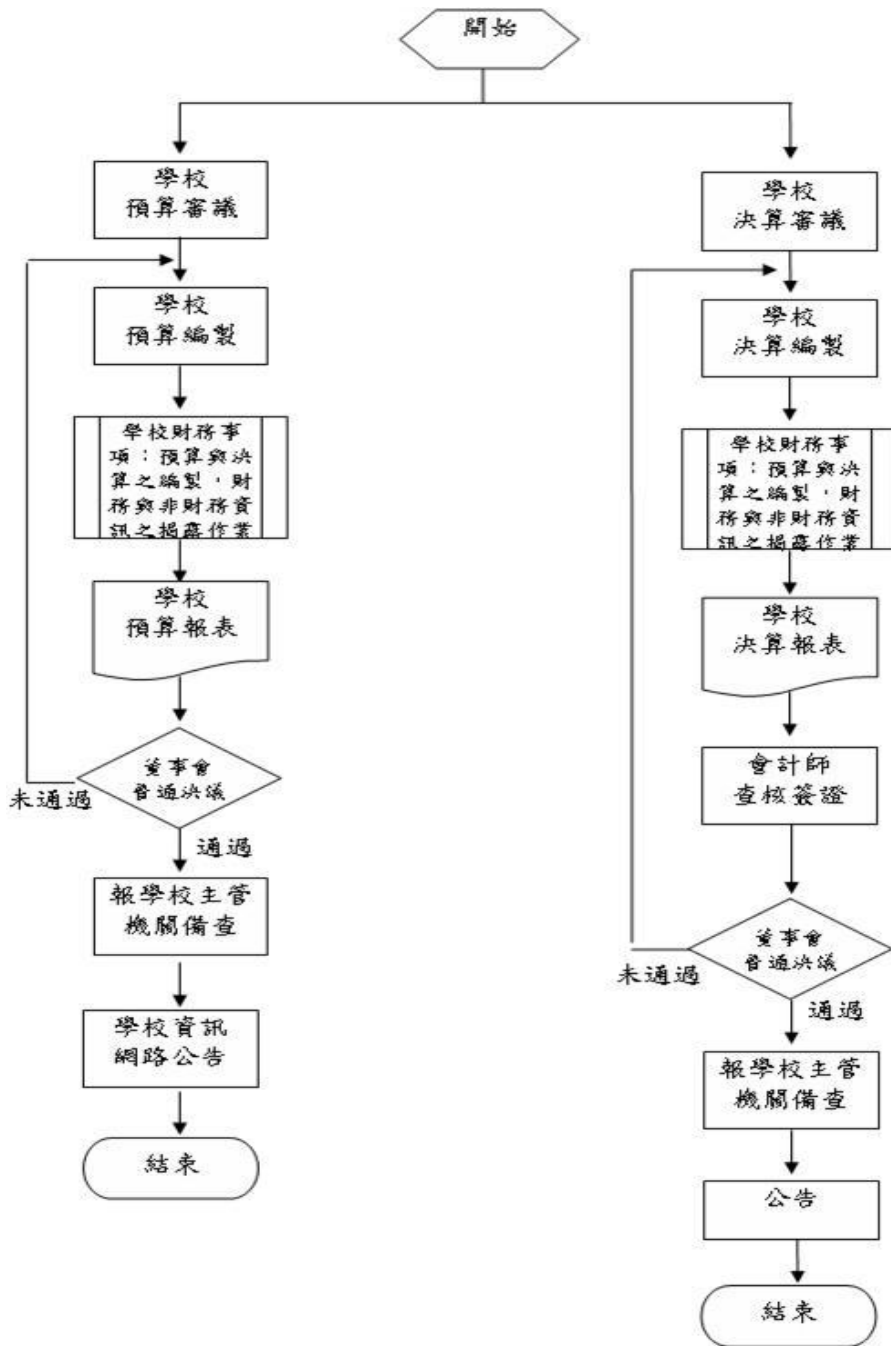 開始
學校
預算審議
學校
預算編製
學校財務事
項：預算與決
算之編製，財
務與非財務資
訊之揭露作業
學校
預算報表
董事會
普通決議
未通過
通過
報學校主管
機關備查
學校資訊
網路公告
結束
學校
決算審議
學校
決算編製
學校財務事
項：預算與決
算之編製，財
務與非財務資
訊之揭露作業
學校
決算報表
會計師
查核簽證
董事會
普通決議
未通過
通過
報學校主管
機關備查
公告
結束